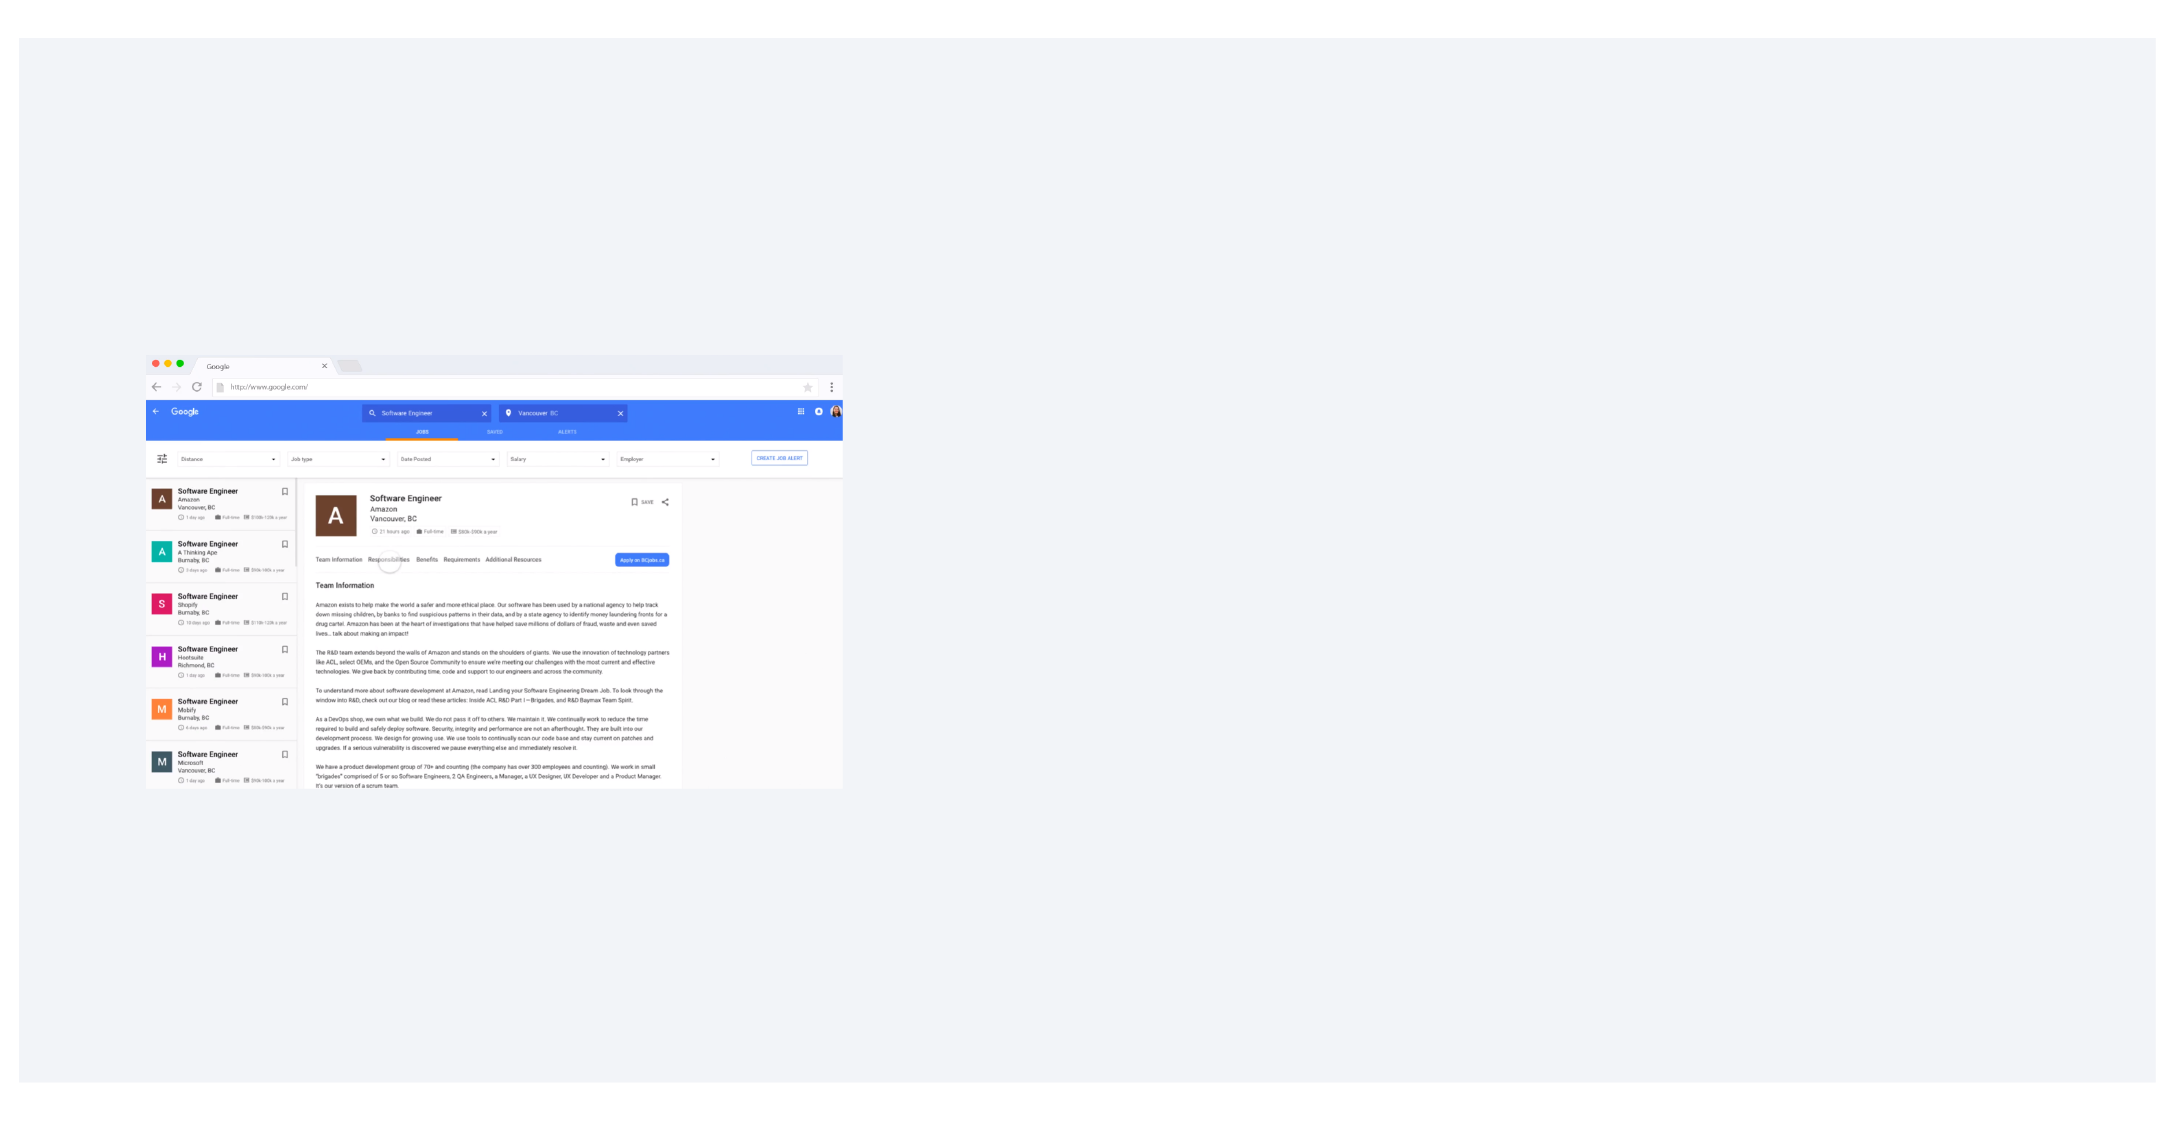 Google
http://www.google.com/
Google
Software Engineer
Vancouver BC
JOBS
SAVED
ALERTS
Distance
Job type
Date Posted
Salary
Employer
CREATE JOB ALERT
A
Software Engineer
Amazon
Vancouver, BC
1 day ago Full-time $100k-120k a year
A
Software Engineer
A Thinking Ape
Burnaby, BC
3 days ago Full-time a year
S
Software Engineer
Shopify
Burnaby, BC
18 days ago Full-time $110k-120k a year
H
Software Engineer
Hootsuite
Richmond, BC
1 day ago Full-time a year
M
Software Engineer
Mobify
Burnaby, BC
6 days ago Full-time $80k-$90k a year
M
Software Engineer
Microsoft
Vancouver, BC
1 day ago Full-time a year
A
Software Engineer
Amazon
Vancouver, BC
21 hours ago Full-time $80k-$90k a year
SAVE
Team Information Responsibilities Benefits Requirements Additional Resources
Apply on BCjobs.ca
Team Information
Amazon exists to help make the world a safer and more ethical place. Our software has been used by a national agency to help track
down missing children, by banks to find suspicious patterns in their data, and by a state agency to identify money laundering fronts for a
drug cartel. Amazon has been at the heart of investigations that have helped save millions of dollars of fraud, waste and even saved
lives… talk about making an impact!
The R&D team extends beyond the walls of Amazon and stands on the shoulders of giants. We use the innovation of technology partners
like ACL, select OEMs, and the Open Source Community to ensure we're meeting our challenges with the most current and effective
technologies. We give back by contributing time, code and support to our engineers and across the community.
To understand more about software development at Amazon, read Landing your Software Engineering Dream Job. To look through the
window into R&D, check out our blog or read these articles: Inside ACL R&D Part I—Brigades, and R&D Baymax Team Spirit.
As a DevOps shop, we own what we build. We do not pass it off to others. We maintain it. We continually work to reduce the time
required to build and safely deploy software. Security, integrity and performance are not an afterthought. They are built into our
development process. We design for growing use. We use tools to continually scan our code base and stay current on patches and
upgrades. If a serious vulnerability is discovered we pause everything else and immediately resolve it.
We have a product development group of 70+ and counting (the company has over 300 employees and counting). We work in small
"brigades" comprised of 5 or so Software Engineers, 2 QA Engineers, a Manager, a UX Designer, UX Developer and a Product Manager.
It's our version of a scrum team.